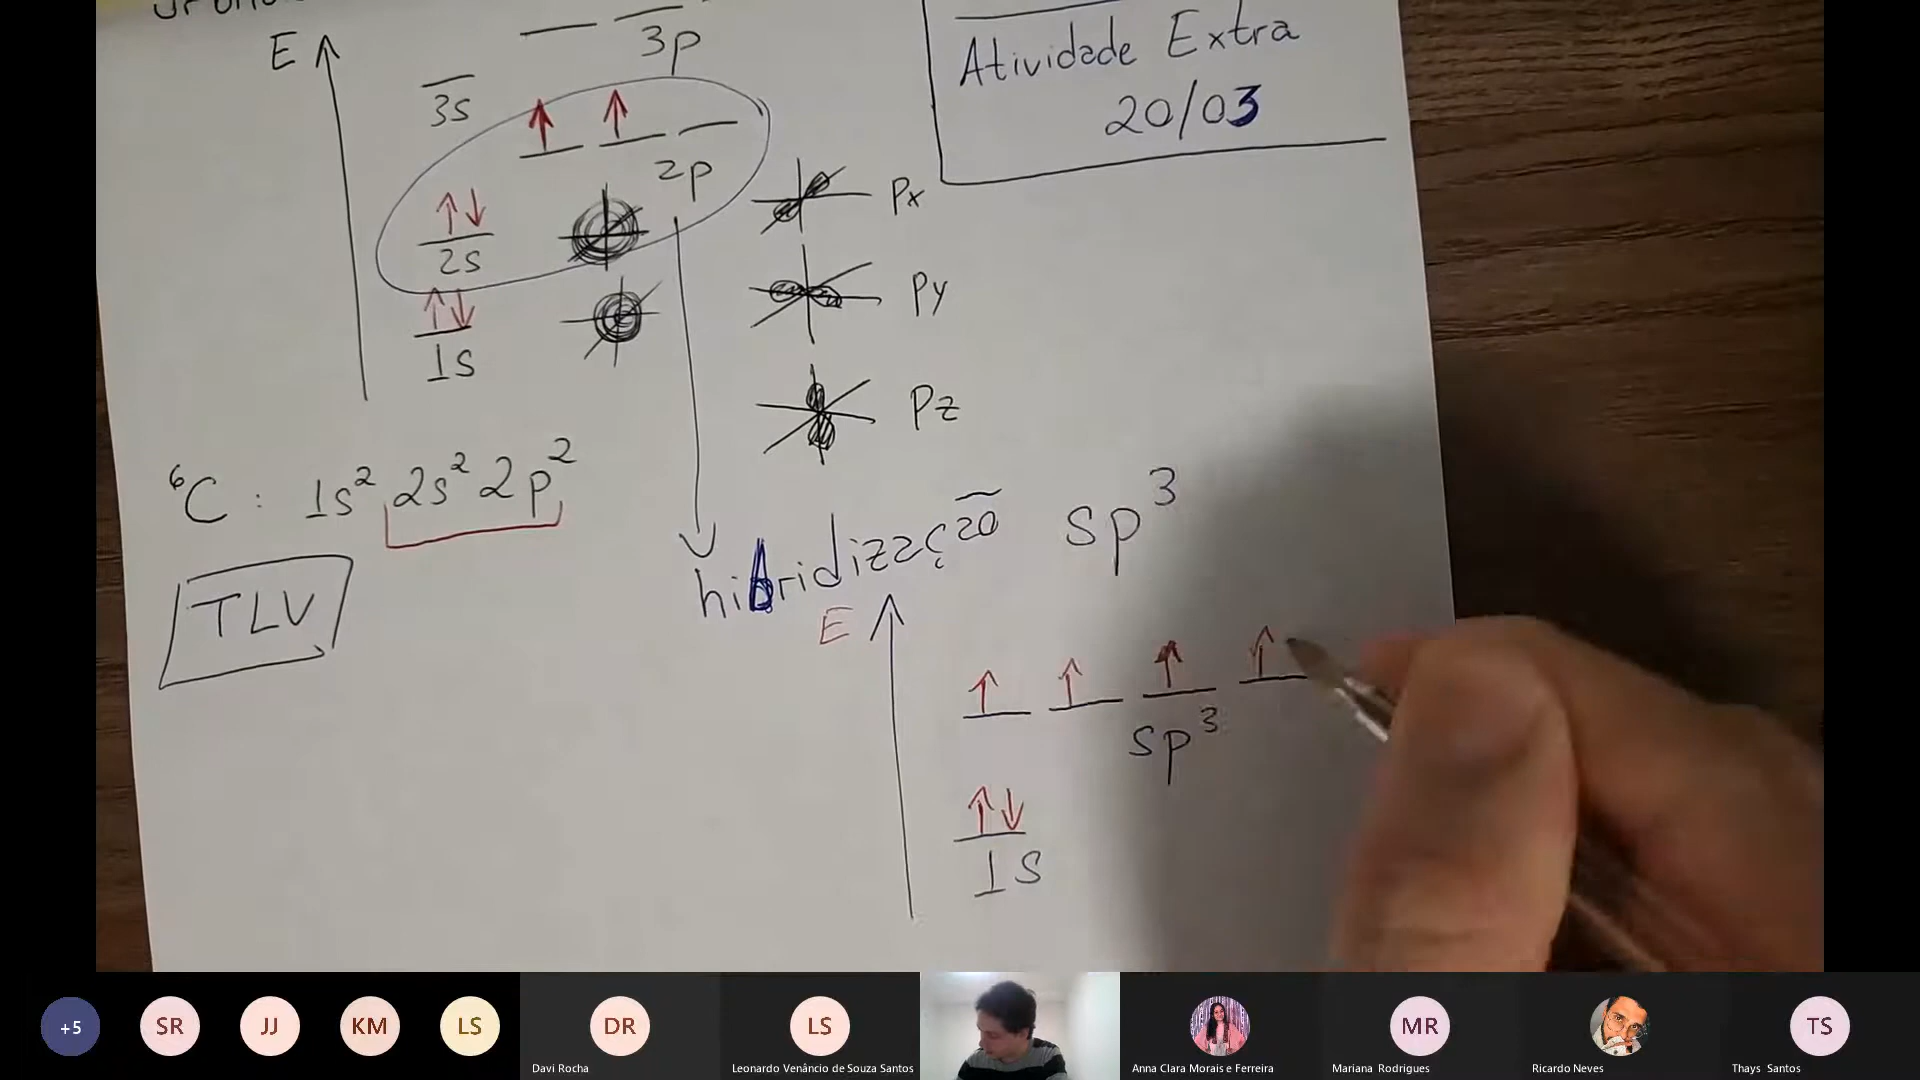 E
3p
3s
2p
2s
1s
Px
Py
Pz
Atividade Extra
20/03
⁶C : 1s² 2s² 2p²
TLV
hibridização sp³
E
sp³
1s
+5
SR
JJ
KM
LS
DR
Davi Rocha
LS
Leonardo Venâncio de Souza Santos
Anna Clara Morais e Ferreira
MR
Mariana Rodrigues
Ricardo Neves
TS
Thays Santos